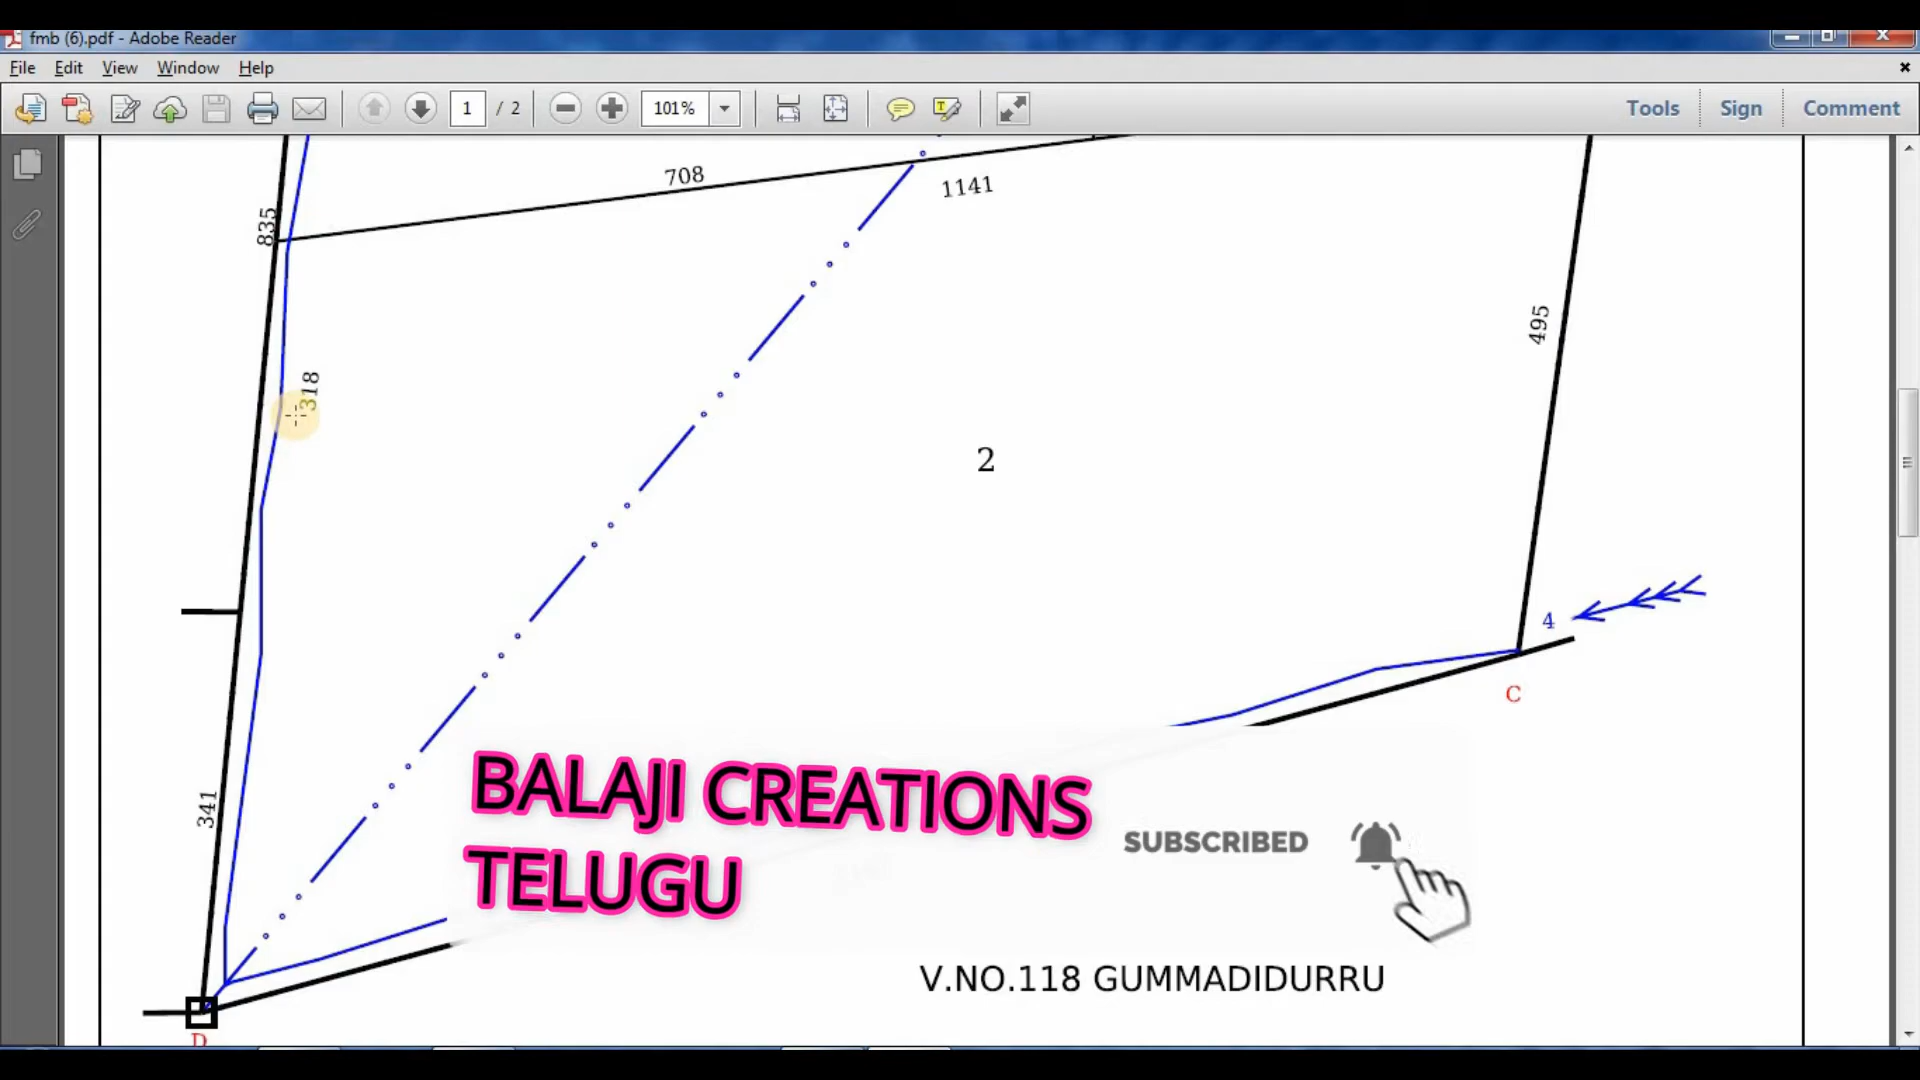 fmb (6).pdf - Adobe Reader
File Edit View Window Help
1 / 2 101% Tools Sign Comment
708
1141
835
495
318
2
4
C
341
BALAJI CREATIONS
TELUGU
SUBSCRIBED
V.NO.118 GUMMADIDURRU
D